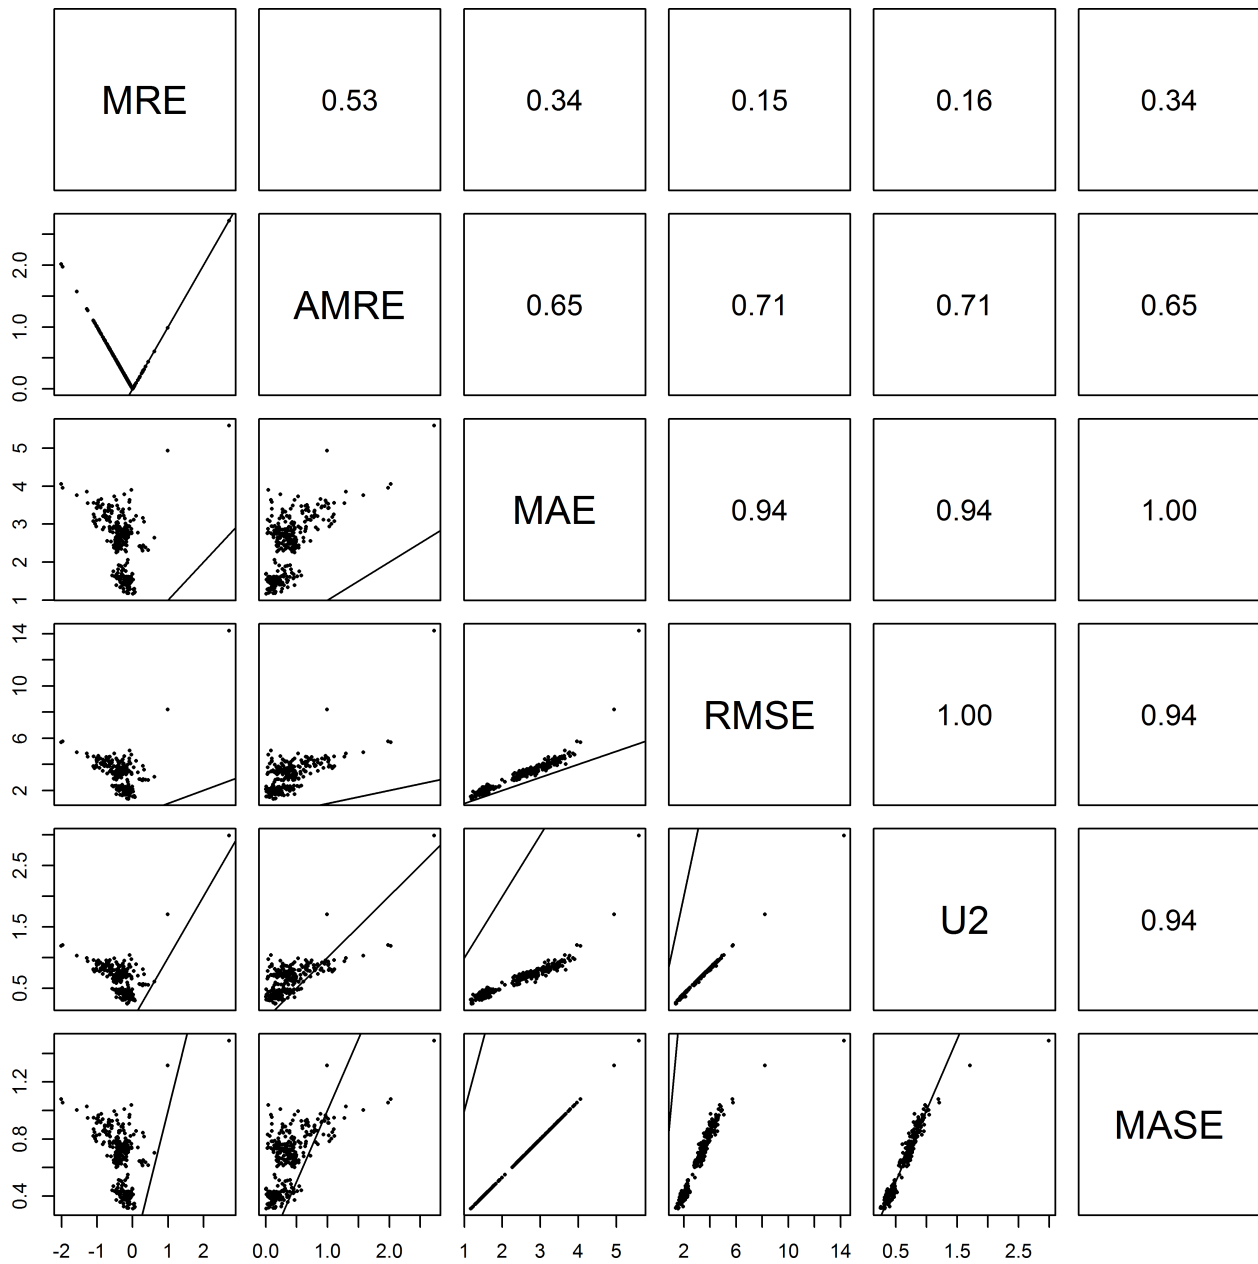 MRE 0.53 0.34 0.15 0.16 0.34
0.0 1.0 2.0 AMRE 0.65 0.71 0.71 0.65
1 2 3 4 5 MAE 0.94 0.94 1.00
2 6 10 14 RMSE 1.00 0.94
0.5 1.5 2.5 U2 0.94
0.4 0.8 1.2 MASE
-2 -1 0 1 2 0.0 1.0 2.0 1 2 3 4 5 2 6 10 14 0.5 1.5 2.5